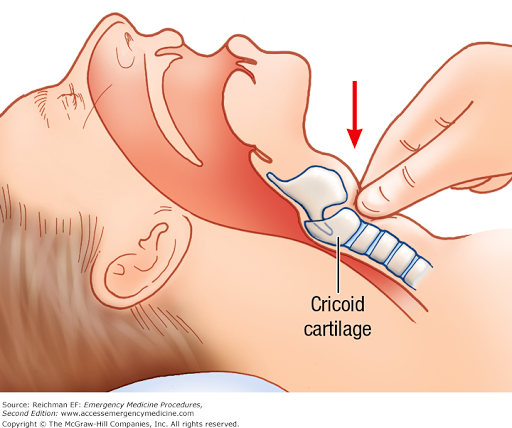 Cricoid
cartilage
Source: Reichman EF: Emergency Medicine Procedures,
Second Edition: www.accessemergencymedicine.com
Copyright © The McGraw-Hill Companies, Inc. All rights reserved.